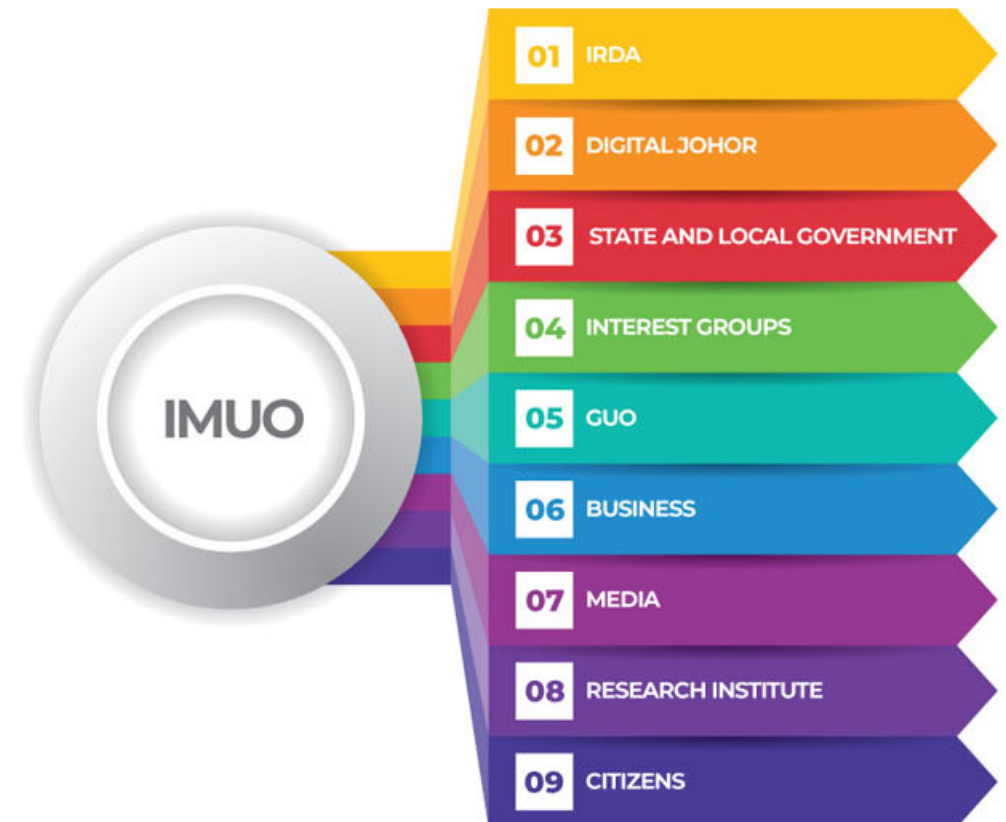 IMUO
01 IRDA
02 DIGITAL JOHOR
03 STATE AND LOCAL GOVERNMENT
04 INTEREST GROUPS
05 GUO
06 BUSINESS
07 MEDIA
08 RESEARCH INSTITUTE
09 CITIZENS